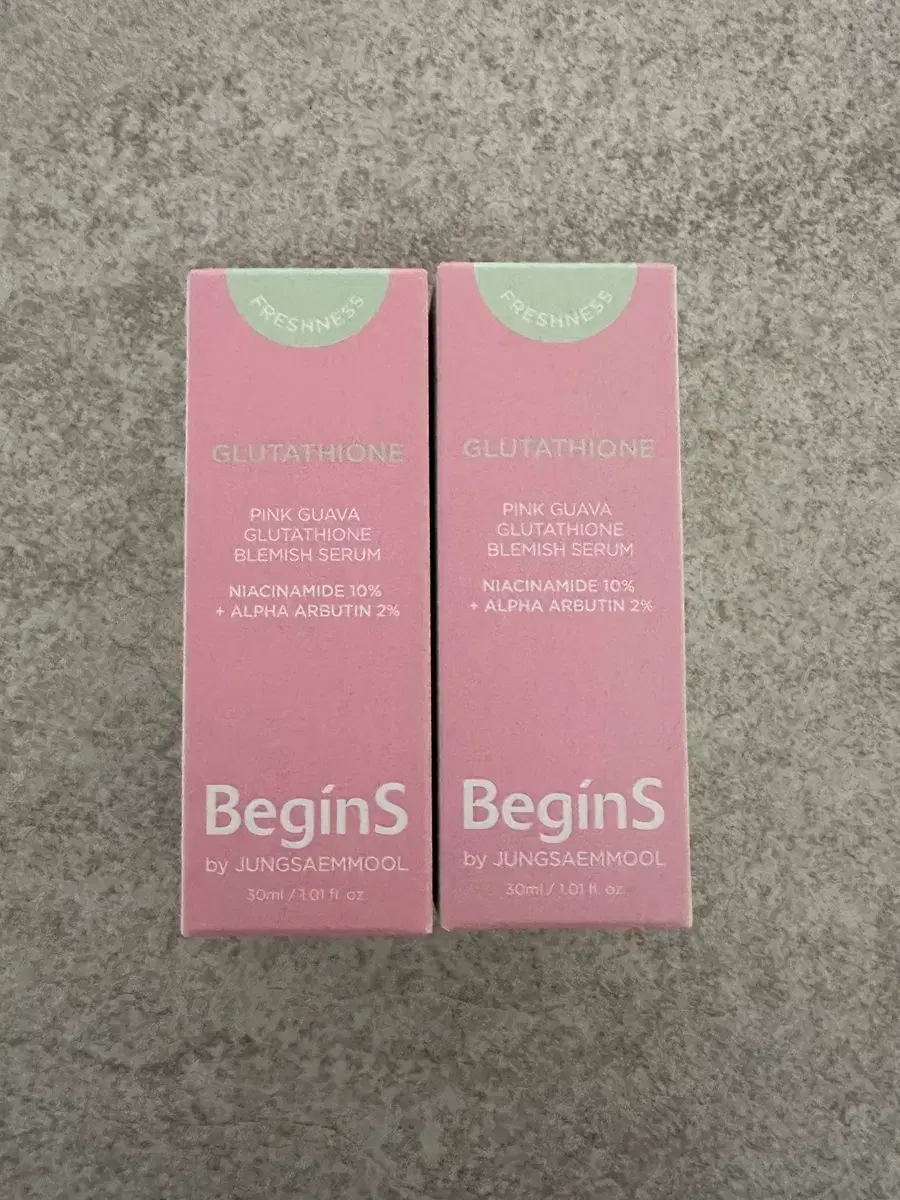 FRESHNESS
GLUTATHIONE
PINK GUAVA
GLUTATHIONE
BLEMISH SERUM
NIACINAMIDE 10%
+ ALPHA ARBUTIN 2%
BegínS
by JUNGSAEMMOOL
30ml / 1.01 fl. oz.
FRESHNESS
GLUTATHIONE
PINK GUAVA
GLUTATHIONE
BLEMISH SERUM
NIACINAMIDE 10%
+ ALPHA ARBUTIN 2%
BegínS
by JUNGSAEMMOOL
30ml / 1.01 fl. oz.